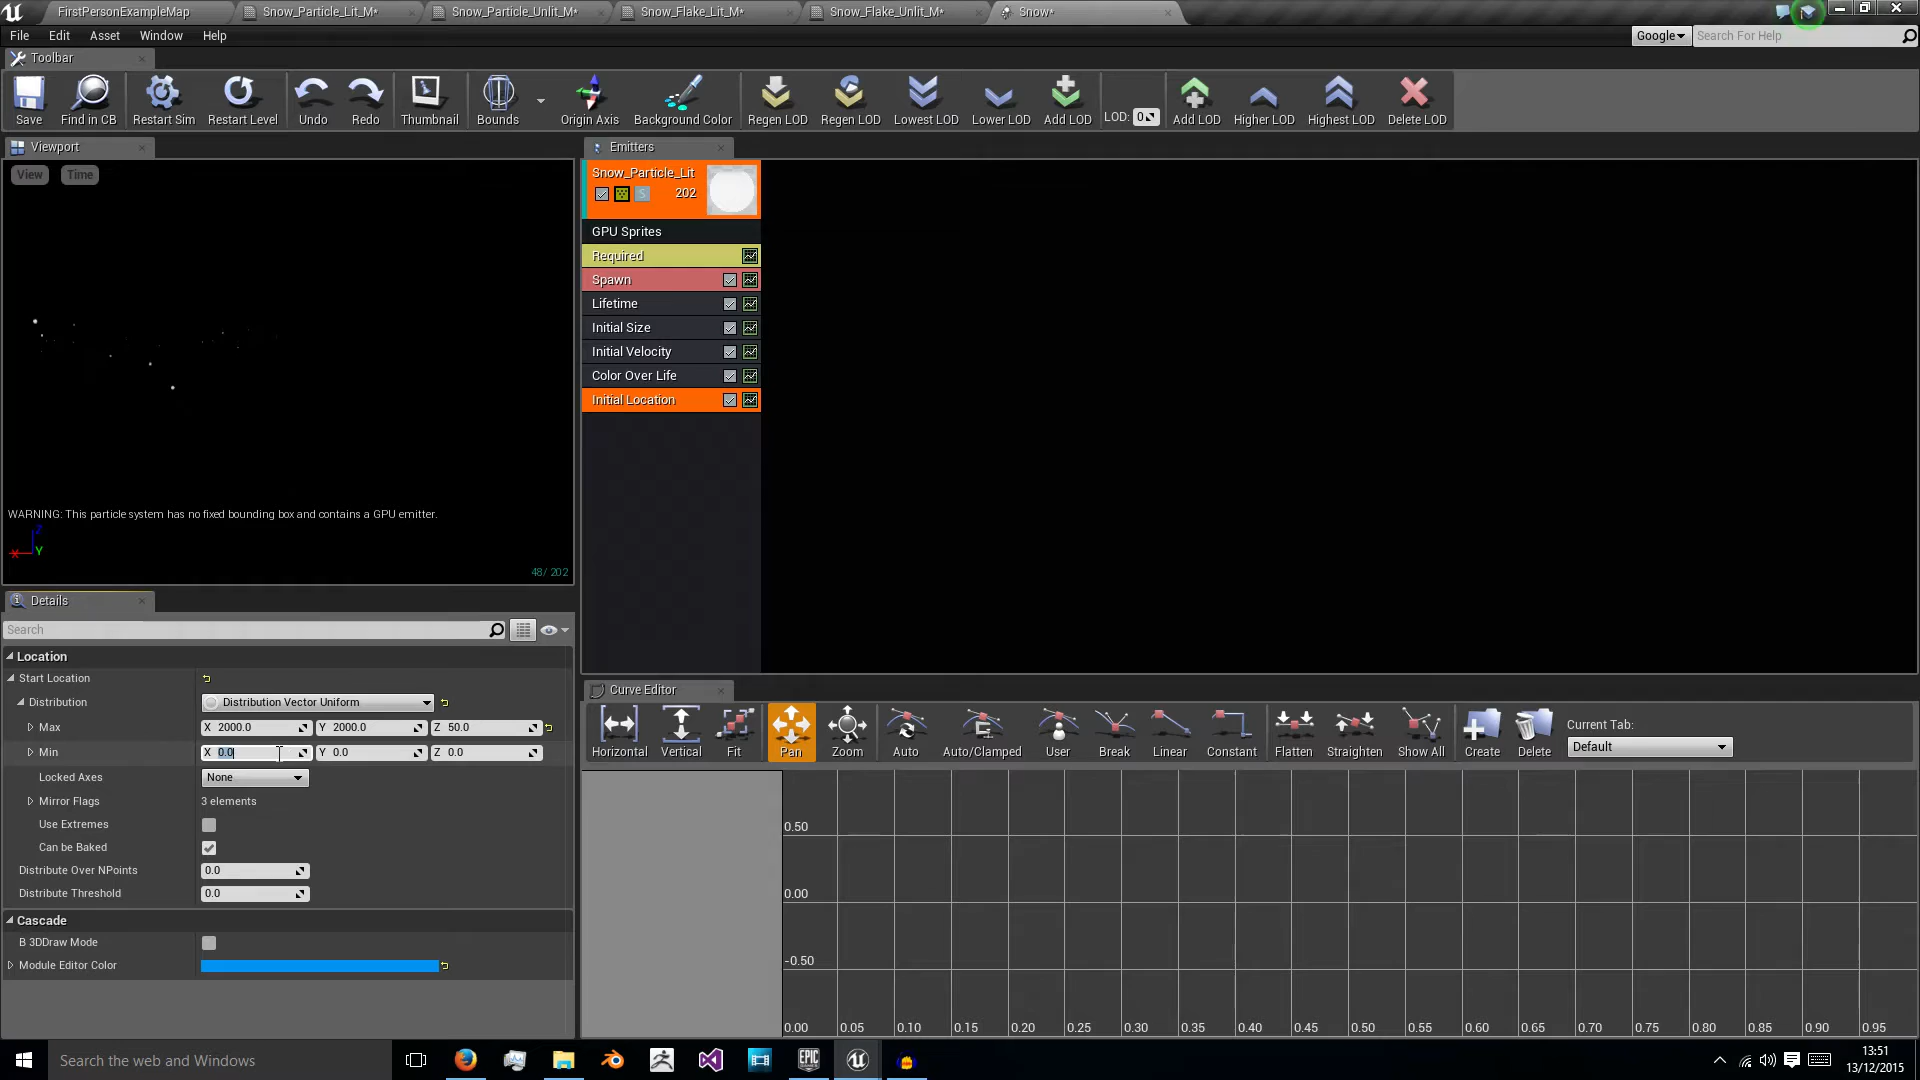 FirstPersonExampleMap
Snow_Particle_Lit_M*
Snow_Particle_Unlit_M*
Snow_Flake_Lit_M*
Snow_Flake_Unlit_M*
Snow*
File Edit Asset Window Help
Google
Search For Help
Toolbar
Save
Find in CB
Restart Sim
Restart Level
Undo
Redo
Thumbnail
Bounds
Origin Axis
Background Color
Regen LOD
Regen LOD
Lowest LOD
Lower LOD
Add LOD
LOD: 0
Add LOD
Higher LOD
Highest LOD
Delete LOD
Viewport
View
Time
WARNING: This particle system has no fixed bounding box and contains a GPU emitter.
Z
X
Y
48/ 202
Emitters
Snow_Particle_Lit
S
202
GPU Sprites
Required
Spawn
Lifetime
Initial Size
Initial Velocity
Color Over Life
Initial Location
Details
Search
Location
Start Location
Distribution
Distribution Vector Uniform
Max
X 2000.0
Y 2000.0
Z 50.0
Min
X 0.0
Y 0.0
Z 0.0
Locked Axes
None
Mirror Flags
3 elements
Use Extremes
Can be Baked
Distribute Over NPoints
0.0
Distribute Threshold
0.0
Cascade
B 3DDraw Mode
Module Editor Color
Curve Editor
Horizontal
Vertical
Fit
Pan
Zoom
Auto
Auto/Clamped
User
Break
Linear
Constant
Flatten
Straighten
Show All
Create
Delete
Current Tab:
Default
0.50
0.00
-0.50
0.00 0.05 0.10 0.15 0.20 0.25 0.30 0.35 0.40 0.45 0.50 0.55 0.60 0.65 0.70 0.75 0.80 0.85 0.90 0.95
Search the web and Windows
EPIC
13:51
13/12/2015